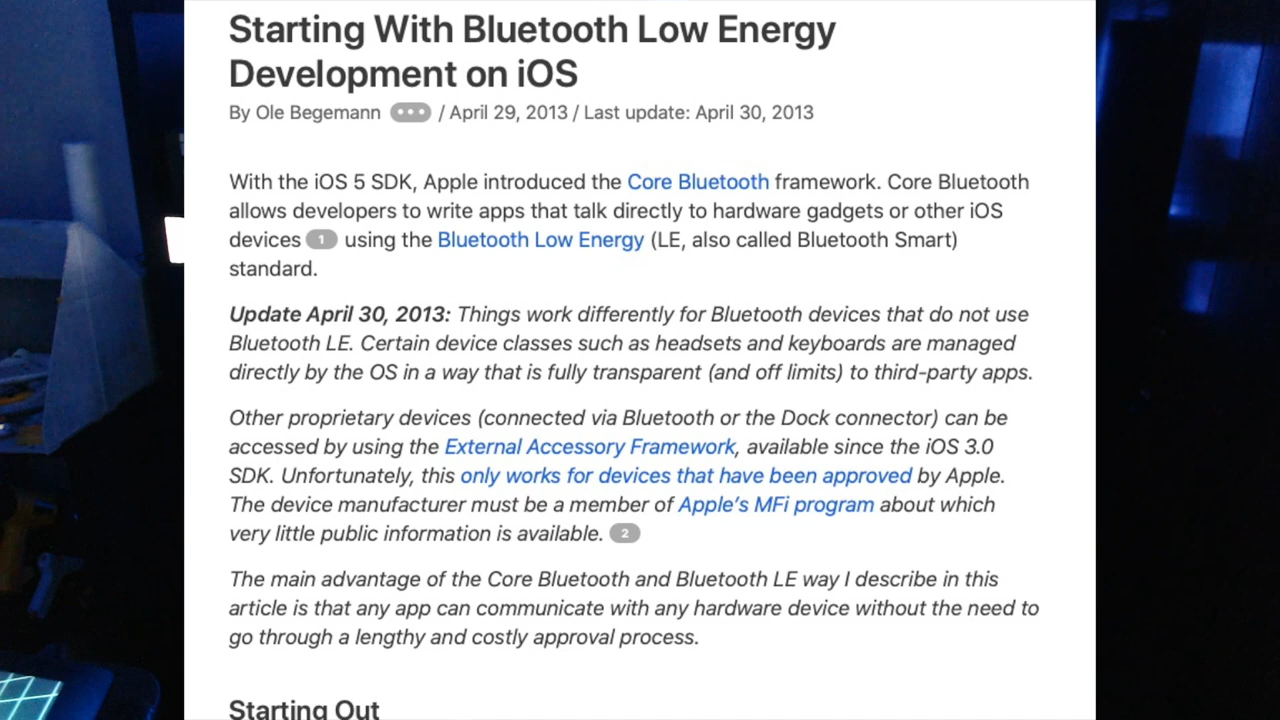 Starting With Bluetooth Low Energy
Development on iOS
By Ole Begemann ••• / April 29, 2013 / Last update: April 30, 2013
With the iOS 5 SDK, Apple introduced the Core Bluetooth framework. Core Bluetooth
allows developers to write apps that talk directly to hardware gadgets or other iOS
devices 1 using the Bluetooth Low Energy (LE, also called Bluetooth Smart)
standard.
Update April 30, 2013: Things work differently for Bluetooth devices that do not use
Bluetooth LE. Certain device classes such as headsets and keyboards are managed
directly by the OS in a way that is fully transparent (and off limits) to third-party apps.
Other proprietary devices (connected via Bluetooth or the Dock connector) can be
accessed by using the External Accessory Framework, available since the iOS 3.0
SDK. Unfortunately, this only works for devices that have been approved by Apple.
The device manufacturer must be a member of Apple’s MFi program about which
very little public information is available. 2
The main advantage of the Core Bluetooth and Bluetooth LE way I describe in this
article is that any app can communicate with any hardware device without the need to
go through a lengthy and costly approval process.
Starting Out